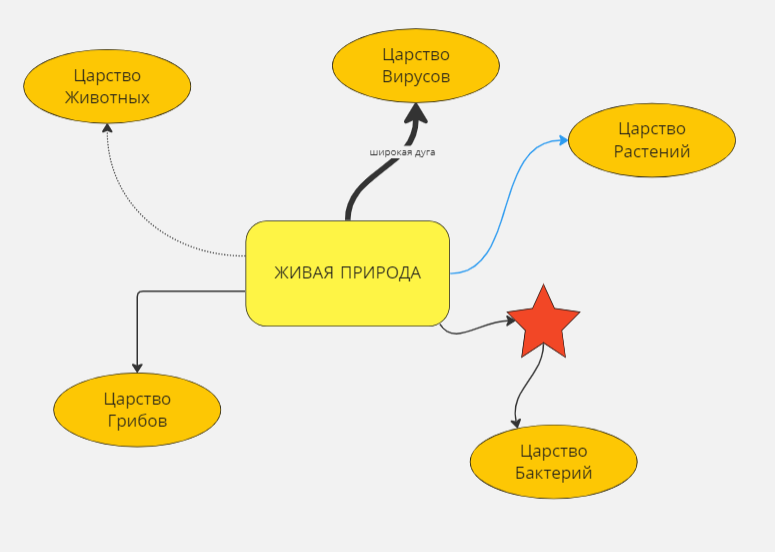 Царство
Вирусов
Царство
Животных
Царство
Растений
широкая дуга
ЖИВАЯ ПРИРОДА
Царство
Грибов
Царство
Бактерий